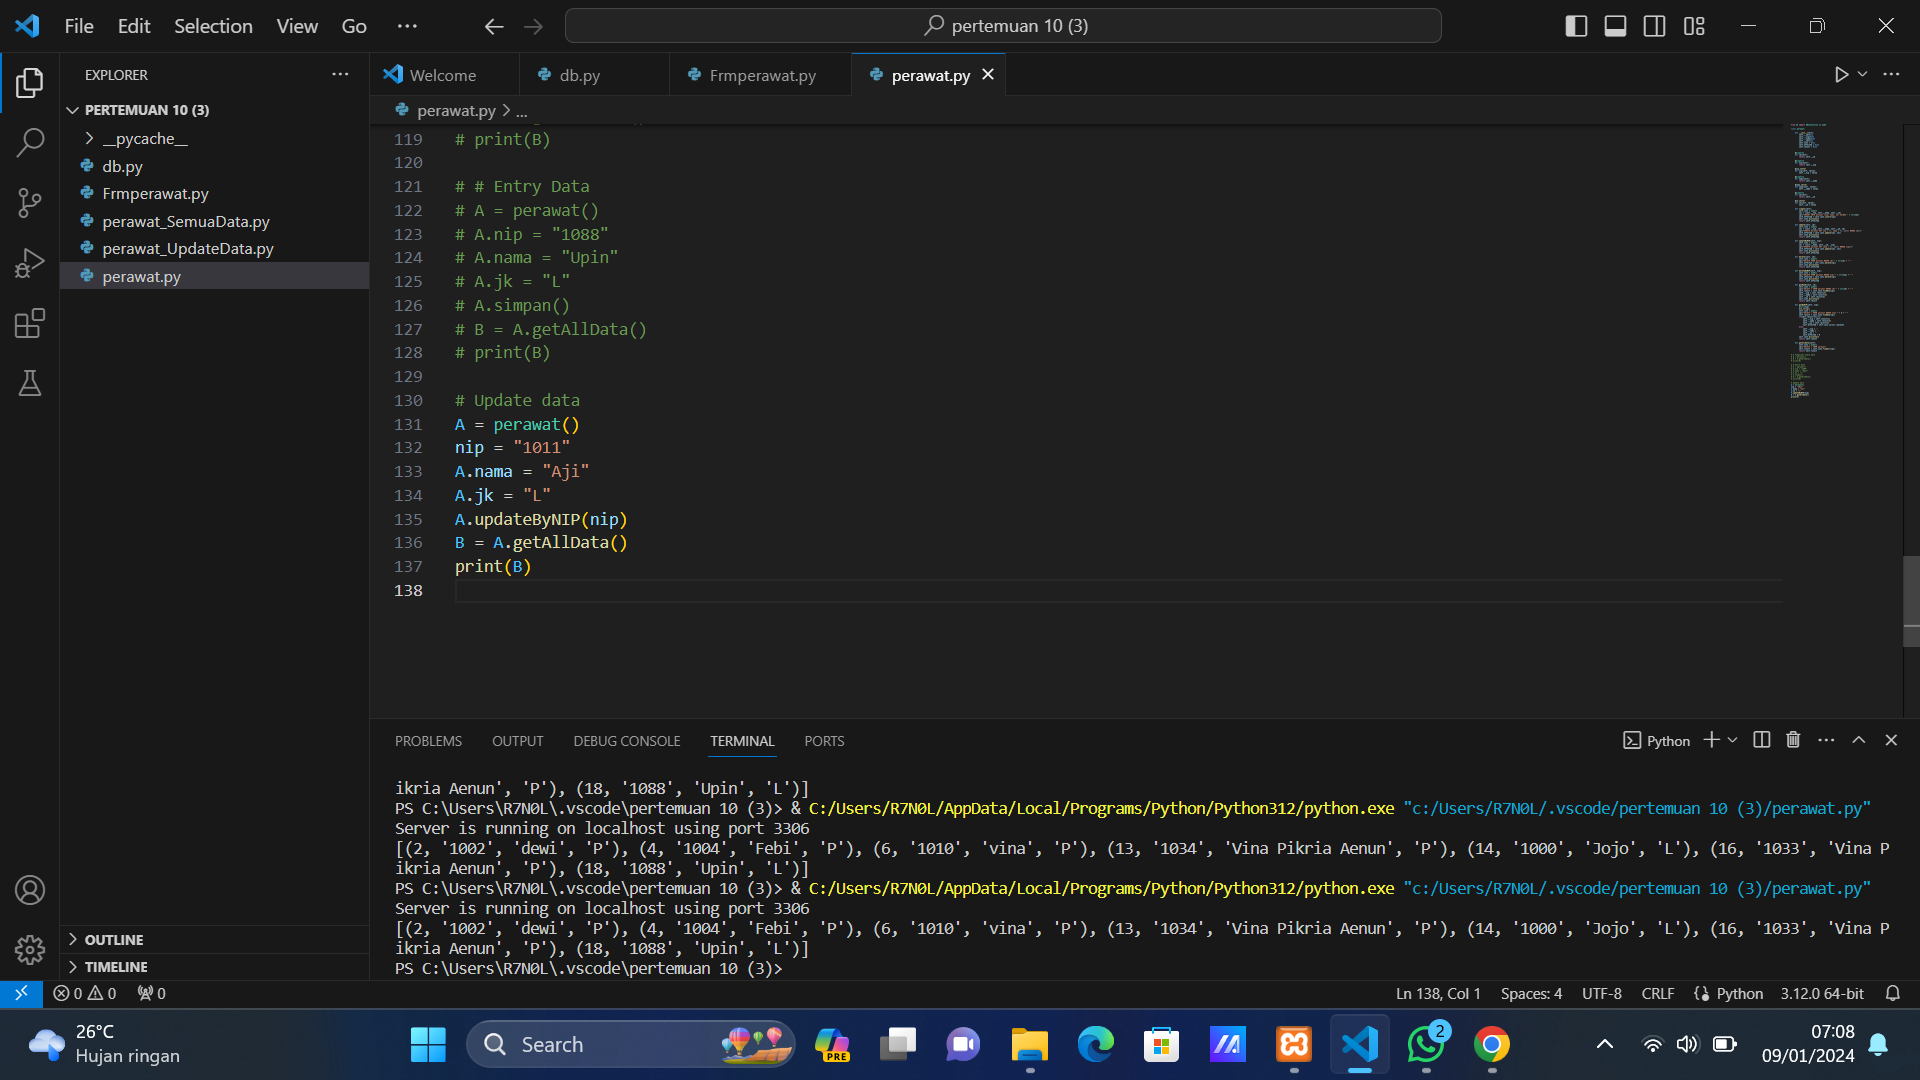 File Edit Selection View Go ···
pertemuan 10 (3)
EXPLORER
PERTEMUAN 10 (3)
__pycache__
db.py
Frmperawat.py
perawat_SemuaData.py
perawat_UpdateData.py
perawat.py
OUTLINE
TIMELINE
Welcome db.py Frmperawat.py perawat.py
perawat.py > ...
119 # print(B)
120
121 # # Entry Data
122 # A = perawat()
123 # A.nip = "1088"
124 # A.nama = "Upin"
125 # A.jk = "L"
126 # A.simpan()
127 # B = A.getAllData()
128 # print(B)
129
130 # Update data
131 A = perawat()
132 nip = "1011"
133 A.nama = "Aji"
134 A.jk = "L"
135 A.updateByNIP(nip)
136 B = A.getAllData()
137 print(B)
138
PROBLEMS OUTPUT DEBUG CONSOLE TERMINAL PORTS
Python
ikria Aenun', 'P'), (18, '1088', 'Upin', 'L')]
PS C:\Users\R7N0L\.vscode\pertemuan 10 (3)> & C:/Users/R7N0L/AppData/Local/Programs/Python/Python312/python.exe "c:/Users/R7N0L/.vscode/pertemuan 10 (3)/perawat.py"
Server is running on localhost using port 3306
[(2, '1002', 'dewi', 'P'), (4, '1004', 'Febi', 'P'), (6, '1010', 'vina', 'P'), (13, '1034', 'Vina Pikria Aenun', 'P'), (14, '1000', 'Jojo', 'L'), (16, '1033', 'Vina P
ikria Aenun', 'P'), (18, '1088', 'Upin', 'L')]
PS C:\Users\R7N0L\.vscode\pertemuan 10 (3)> & C:/Users/R7N0L/AppData/Local/Programs/Python/Python312/python.exe "c:/Users/R7N0L/.vscode/pertemuan 10 (3)/perawat.py"
Server is running on localhost using port 3306
[(2, '1002', 'dewi', 'P'), (4, '1004', 'Febi', 'P'), (6, '1010', 'vina', 'P'), (13, '1034', 'Vina Pikria Aenun', 'P'), (14, '1000', 'Jojo', 'L'), (16, '1033', 'Vina P
ikria Aenun', 'P'), (18, '1088', 'Upin', 'L')]
PS C:\Users\R7N0L\.vscode\pertemuan 10 (3)>
0 0 0
Ln 138, Col 1 Spaces: 4 UTF-8 CRLF Python 3.12.0 64-bit
26°C
Hujan ringan
Search
PRE
2
07:08
09/01/2024